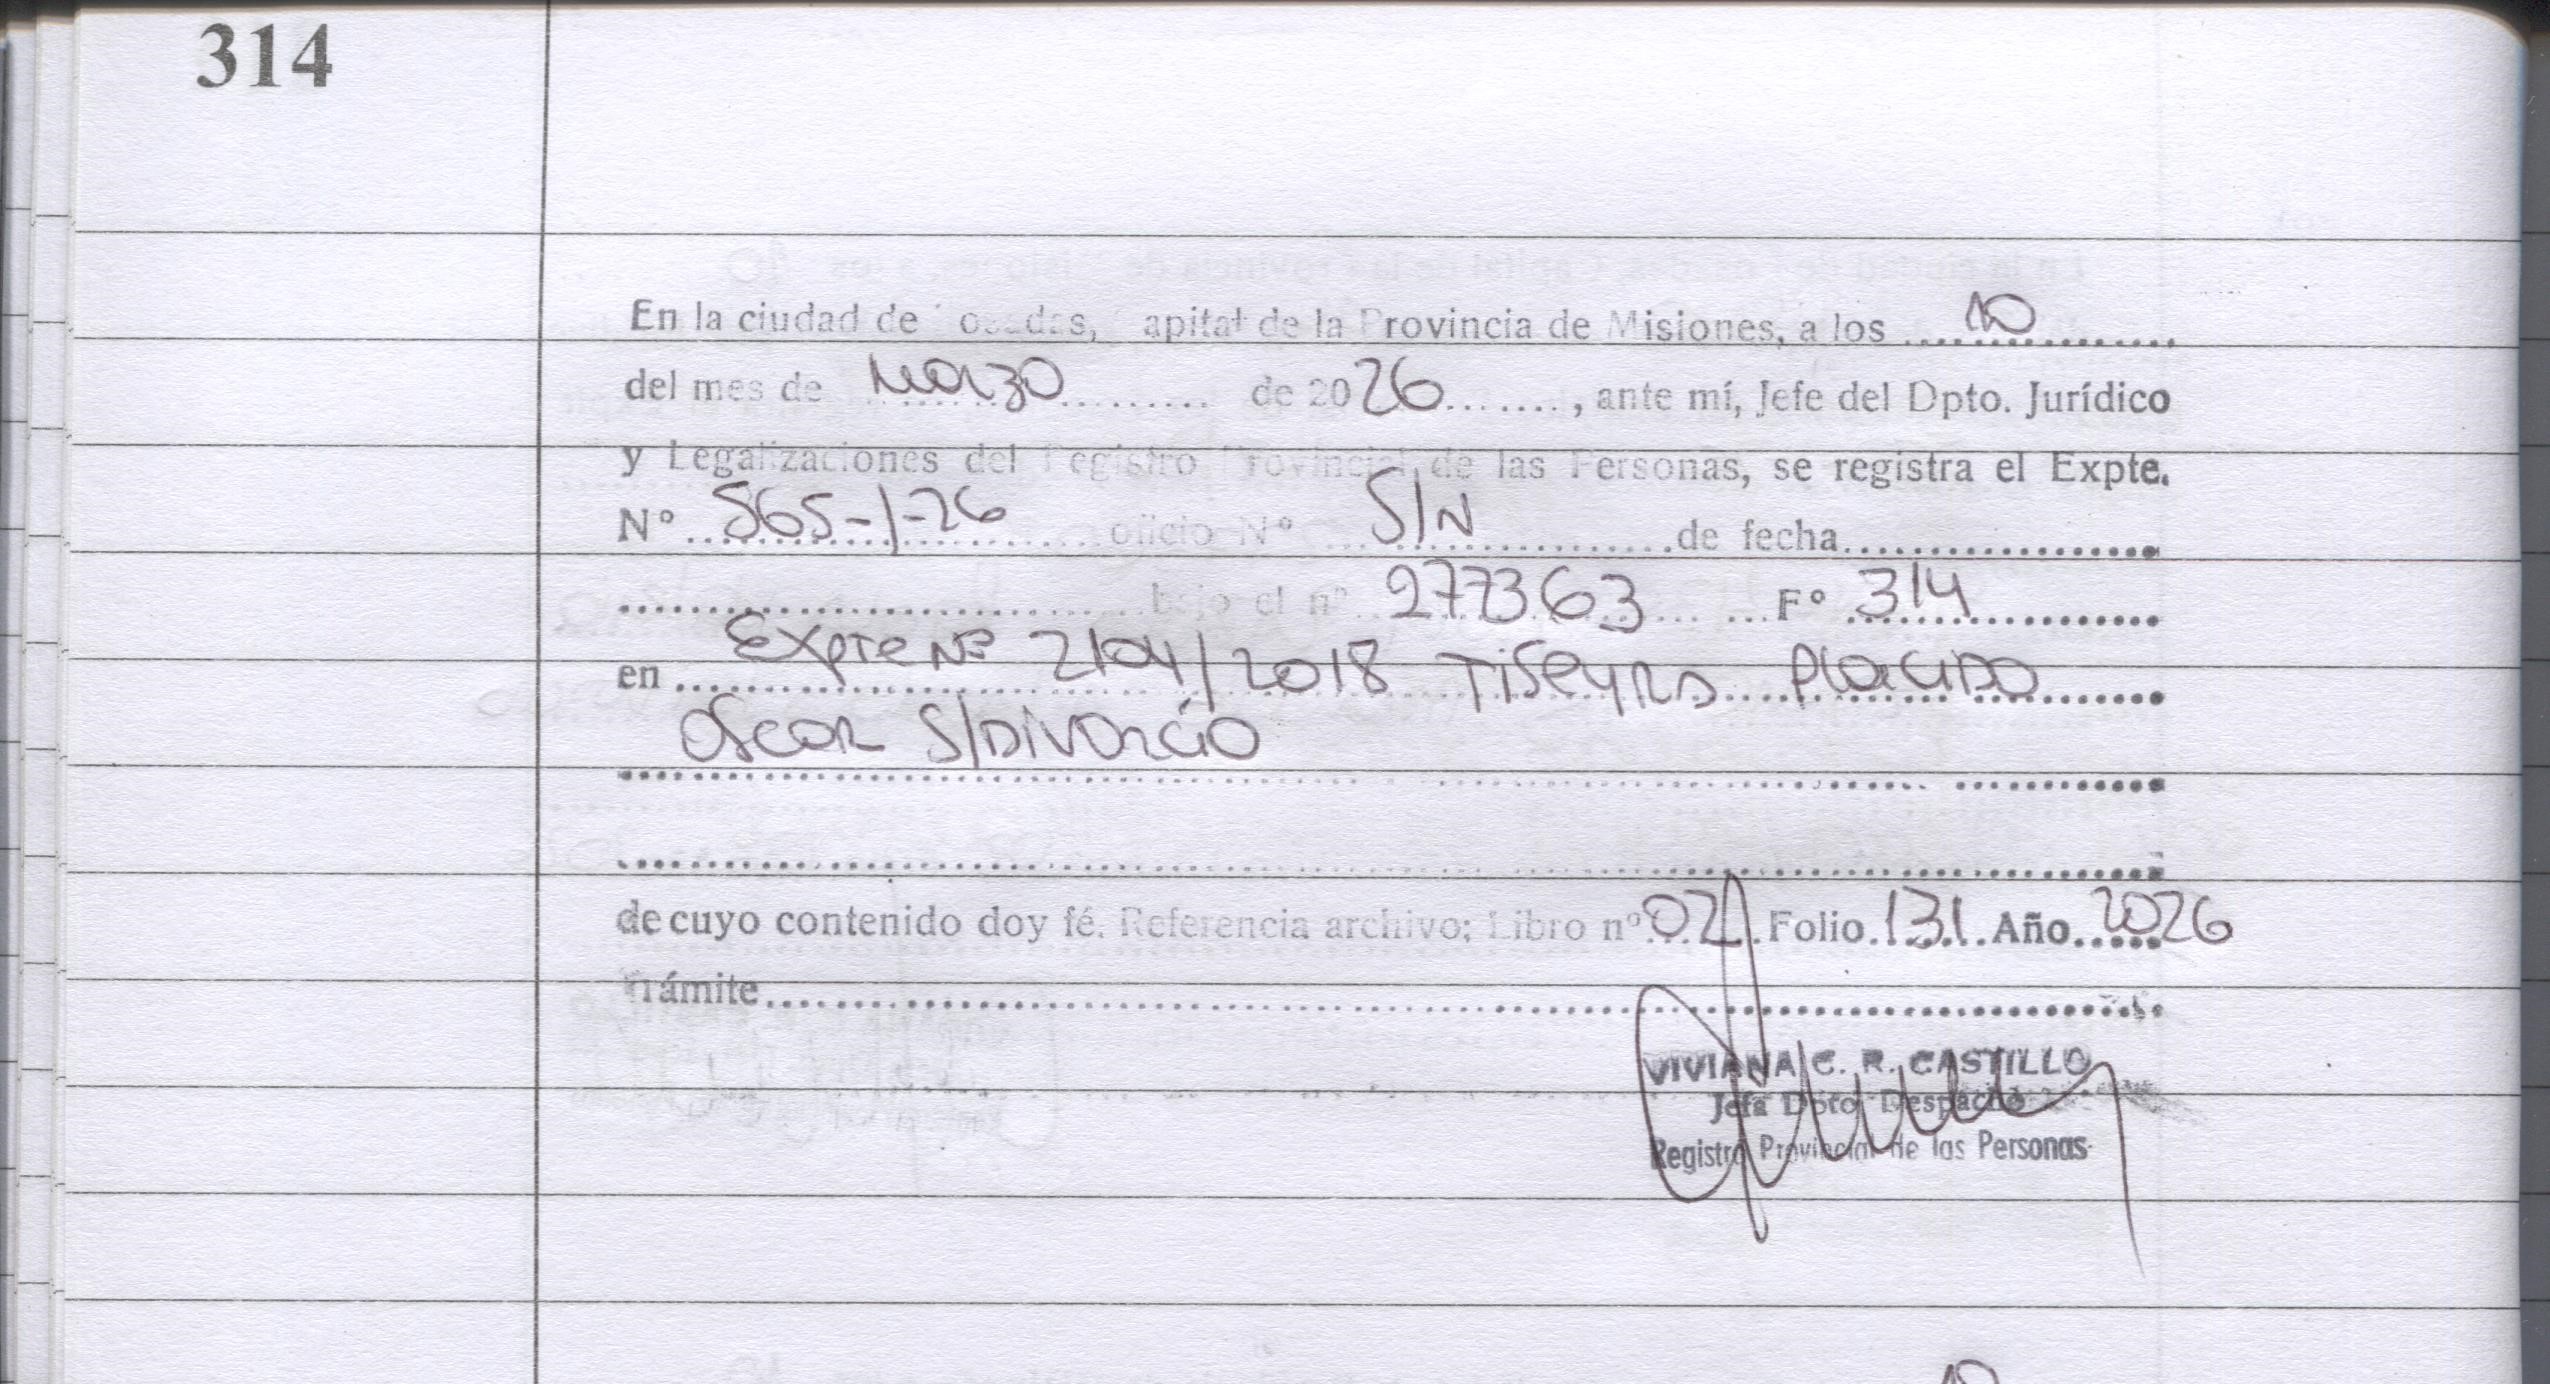 314
En la ciudad de Posadas, Capital de la Provincia de Misiones, a los 10
del mes de Marzo de 2026, ante mí, Jefe del Dpto. Jurídico
y Legalizaciones del Registro Provincial de las Personas, se registra el Expte.
N° 565-1-26 oficio N° S/N de fecha
bajo el n° 277363 F° 314
en Expte Nº 2104/2018 Tiseyra Placido
Oscar S/Divorcio
de cuyo contenido doy fé. Referencia archivo; Libro nº 02 Folio 131 Año 2026
Trámite
VIVIANA C. R. CASTILLO
Jefa Dpto. Despacho
Registro Provincial de las Personas